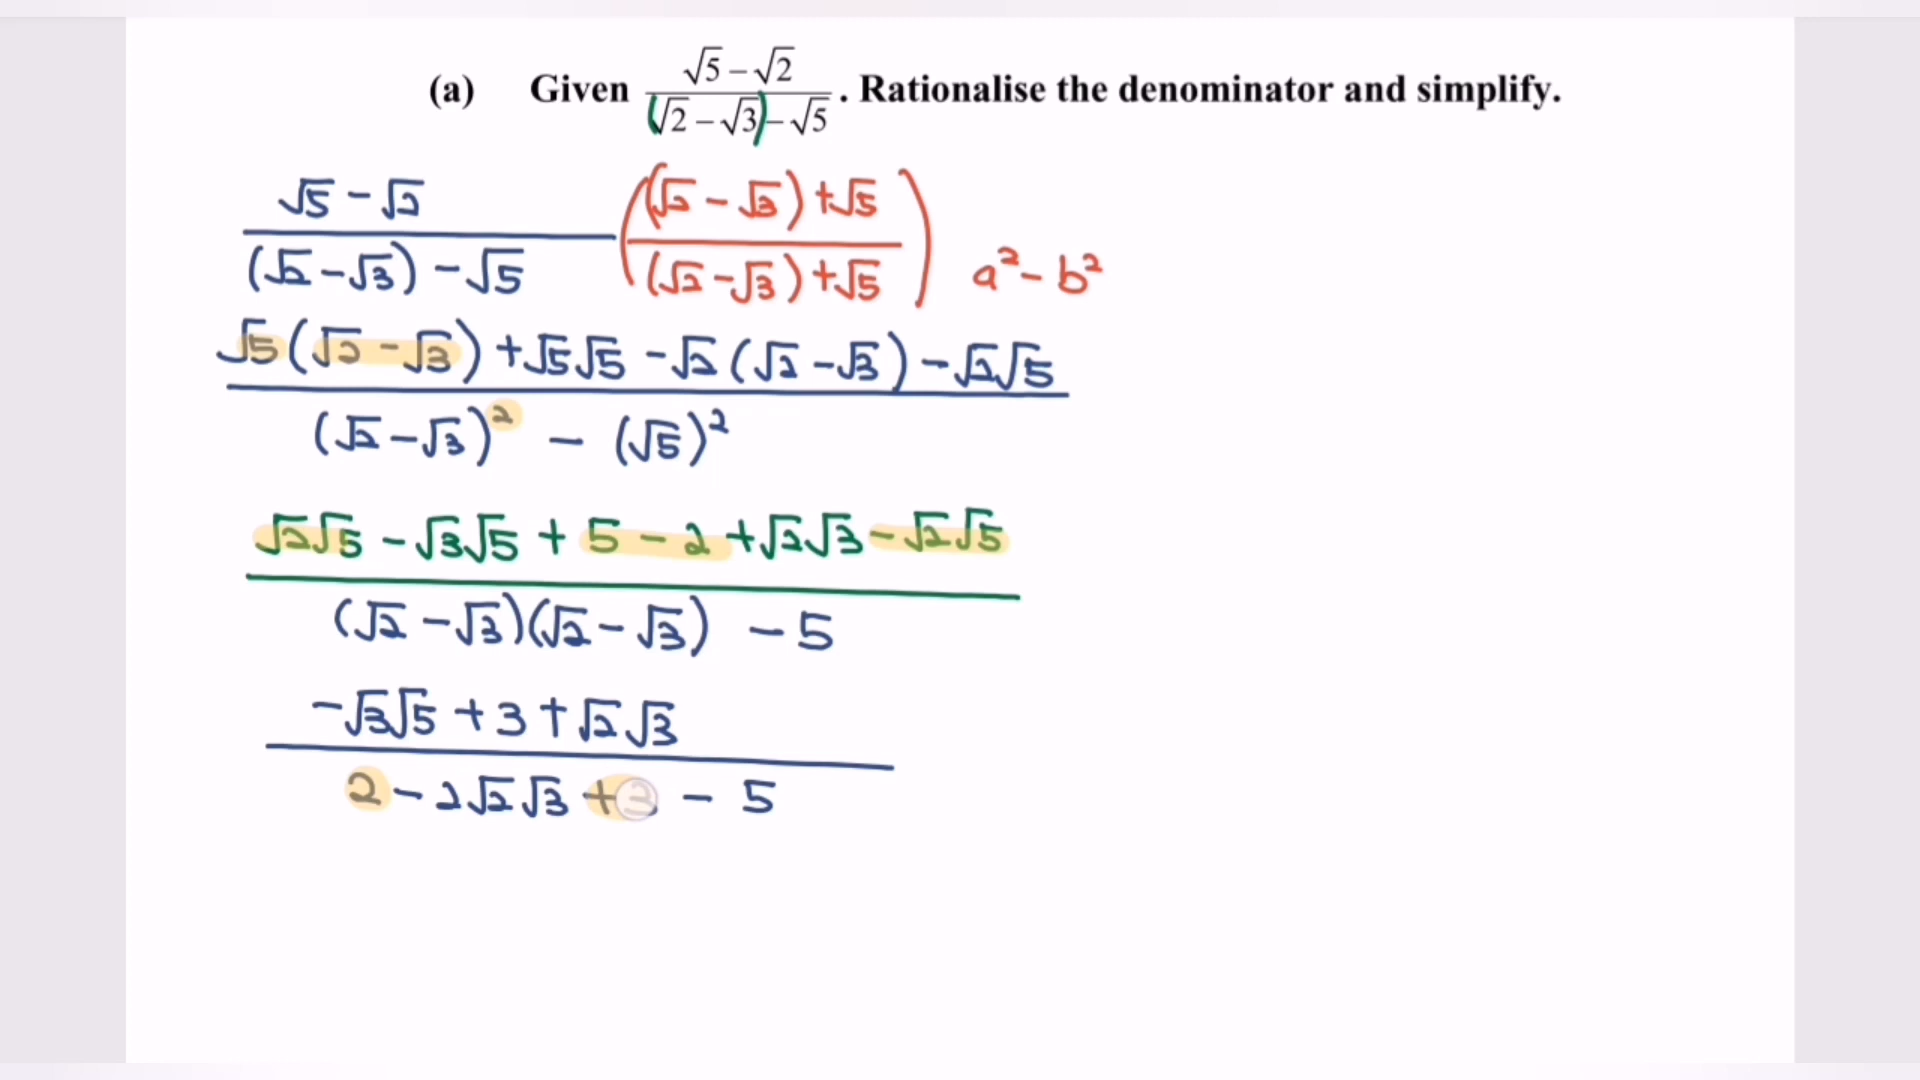 (a) Given (√5 − √2)/((√2 − √3) − √5). Rationalise the denominator and simplify.
√5 − √2 / (√2 − √3) − √5 ( (√2 − √3) + √5 / (√2 − √3) + √5 ) a² − b²
√5(√2 − √3) + √5√5 − √2(√2 − √3) − √2√5
(√2 − √3)² − (√5)²
√2√5 − √3√5 + 5 − 2 + √2√3 − √2√5
(√2 − √3)(√2 − √3) − 5
−√3√5 + 3 + √2√3
2 − 2√2√3 + 3 − 5